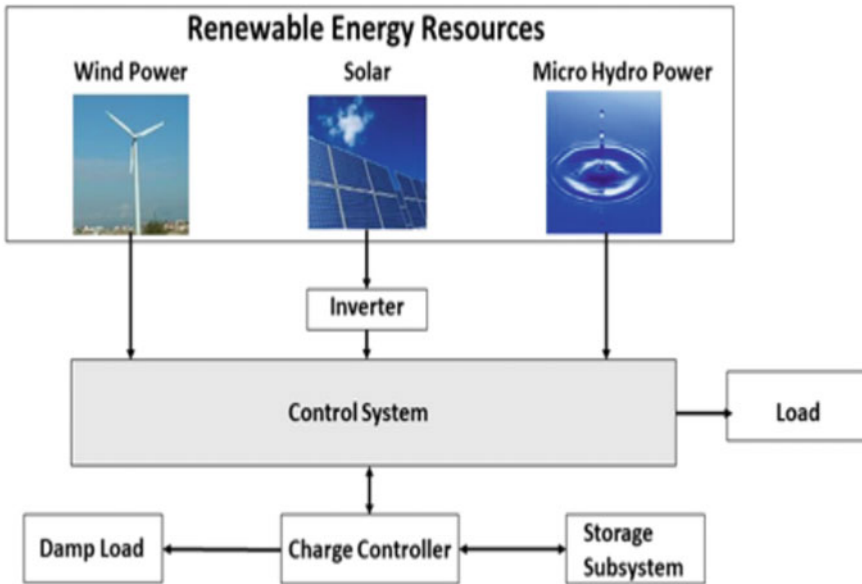 Renewable Energy Resources
Wind Power
Solar
Micro Hydro Power
Inverter
Control System
Load
Damp Load
Charge Controller
Storage
Subsystem